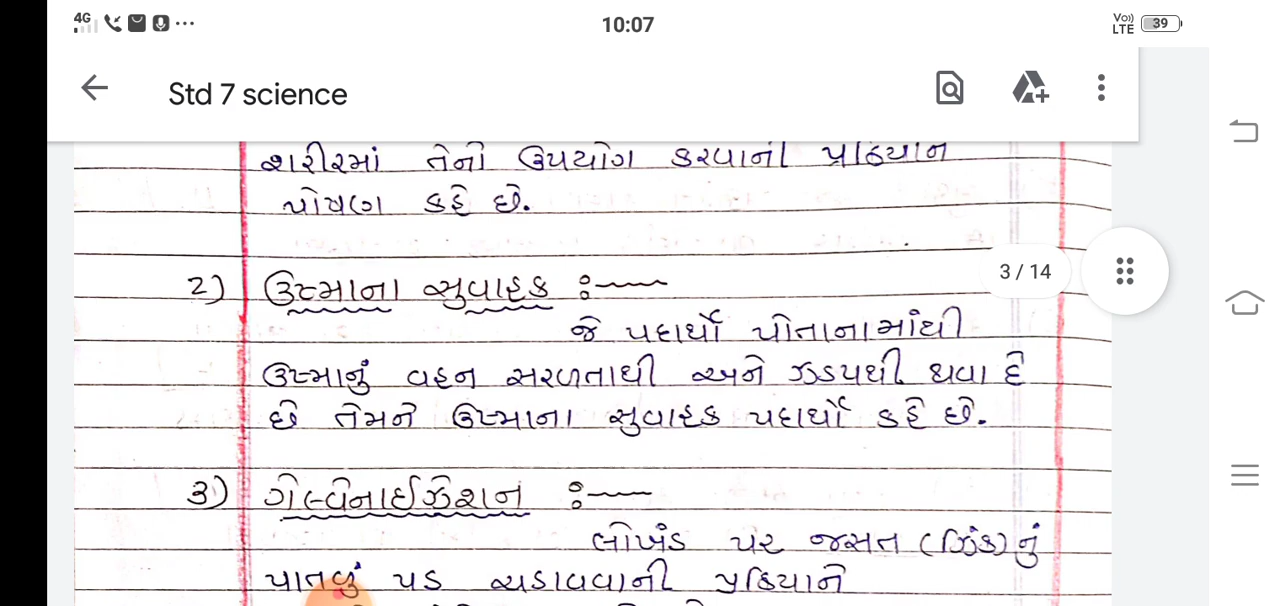 4G
10:07
Vo))
LTE
39
Std 7 science
શરીરમાં તેનો ઉપયોગ કરવાની પ્રક્રિયાને
પોષણ કહે છે.
3 / 14
2) ઉષ્માના સુવાહક :—
જે પદાર્થો પોતાનામાંથી
ઉષ્માનું વહન સરળતાથી અને ઝડપથી થવા દે
છે તેમને ઉષ્માના સુવાહક પદાર્થો કહે છે.
3) ગેલ્વેનાઈઝેશન :—
લોખંડ પર જસત (ઝિંક) નું
પાતળું પડ ચડાવવાની પ્રક્રિયાને